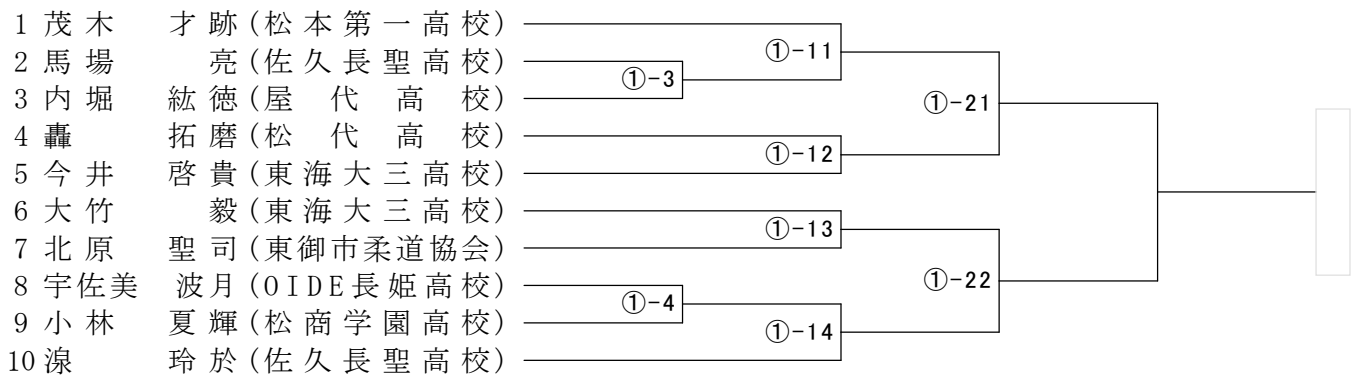 1 茂木 才跡(松本第一高校)
2 馬場 亮(佐久長聖高校)
3 内堀 紘徳(屋代高校)
4 轟 拓磨(松代高校)
5 今井 啓貴(東海大三高校)
6 大竹 毅(東海大三高校)
7 北原 聖司(東御市柔道協会)
8 宇佐美 波月(OIDE長姫高校)
9 小林 夏輝(松商学園高校)
10 湶 玲於(佐久長聖高校)
①-11
①-3
①-21
①-12
①-13
①-22
①-4
①-14